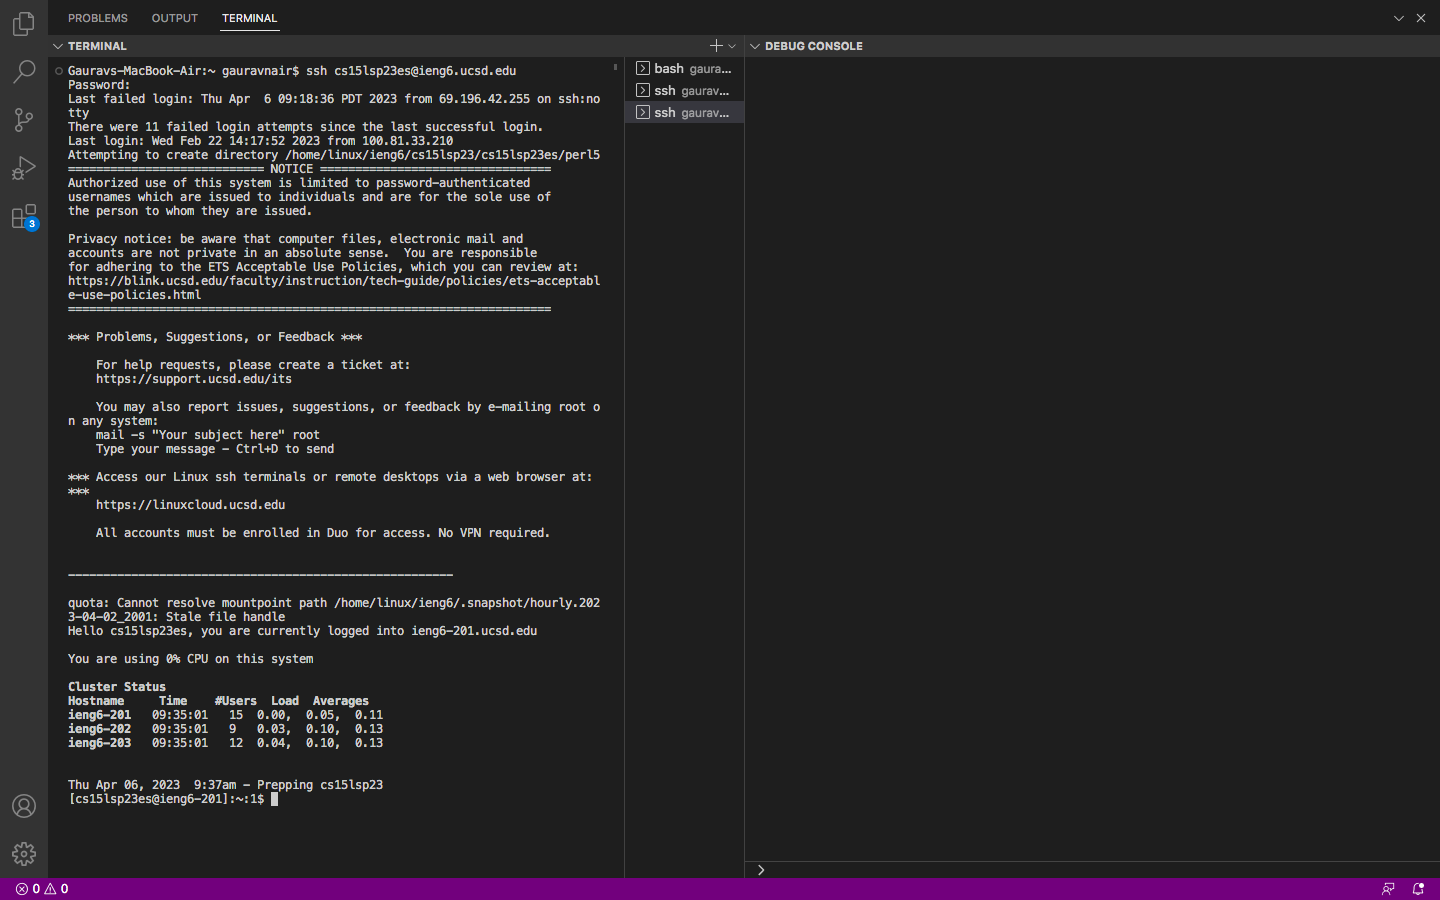 PROBLEMS OUTPUT TERMINAL
TERMINAL
DEBUG CONSOLE
Gauravs-MacBook-Air:~ gauravnair$ ssh cs15lsp23es@ieng6.ucsd.edu
Password:
Last failed login: Thu Apr  6 09:18:36 PDT 2023 from 69.196.42.255 on ssh:no
tty
There were 11 failed login attempts since the last successful login.
Last login: Wed Feb 22 14:17:52 2023 from 100.81.33.210
Attempting to create directory /home/linux/ieng6/cs15lsp23/cs15lsp23es/perl5
============================ NOTICE =================================
Authorized use of this system is limited to password-authenticated
usernames which are issued to individuals and are for the sole use of
the person to whom they are issued.
Privacy notice: be aware that computer files, electronic mail and
accounts are not private in an absolute sense.  You are responsible
for adhering to the ETS Acceptable Use Policies, which you can review at:
https://blink.ucsd.edu/faculty/instruction/tech-guide/policies/ets-acceptabl
e-use-policies.html
=====================================================================
*** Problems, Suggestions, or Feedback ***
For help requests, please create a ticket at:
https://support.ucsd.edu/its
You may also report issues, suggestions, or feedback by e-mailing root o
n any system:
mail -s "Your subject here" root
Type your message - Ctrl+D to send
*** Access our Linux ssh terminals or remote desktops via a web browser at:
***
https://linuxcloud.ucsd.edu
All accounts must be enrolled in Duo for access. No VPN required.
-------------------------------------------------------
quota: Cannot resolve mountpoint path /home/linux/ieng6/.snapshot/hourly.202
3-04-02_2001: Stale file handle
Hello cs15lsp23es, you are currently logged into ieng6-201.ucsd.edu
You are using 0% CPU on this system
Cluster Status
Hostname     Time    #Users  Load  Averages
ieng6-201   09:35:01   15  0.00,  0.05,  0.11
ieng6-202   09:35:01   9   0.03,  0.10,  0.13
ieng6-203   09:35:01   12  0.04,  0.10,  0.13
Thu Apr 06, 2023  9:37am - Prepping cs15lsp23
[cs15lsp23es@ieng6-201]:~:1$
bash gaura...
ssh gaurav...
ssh gaurav...
3
0 0